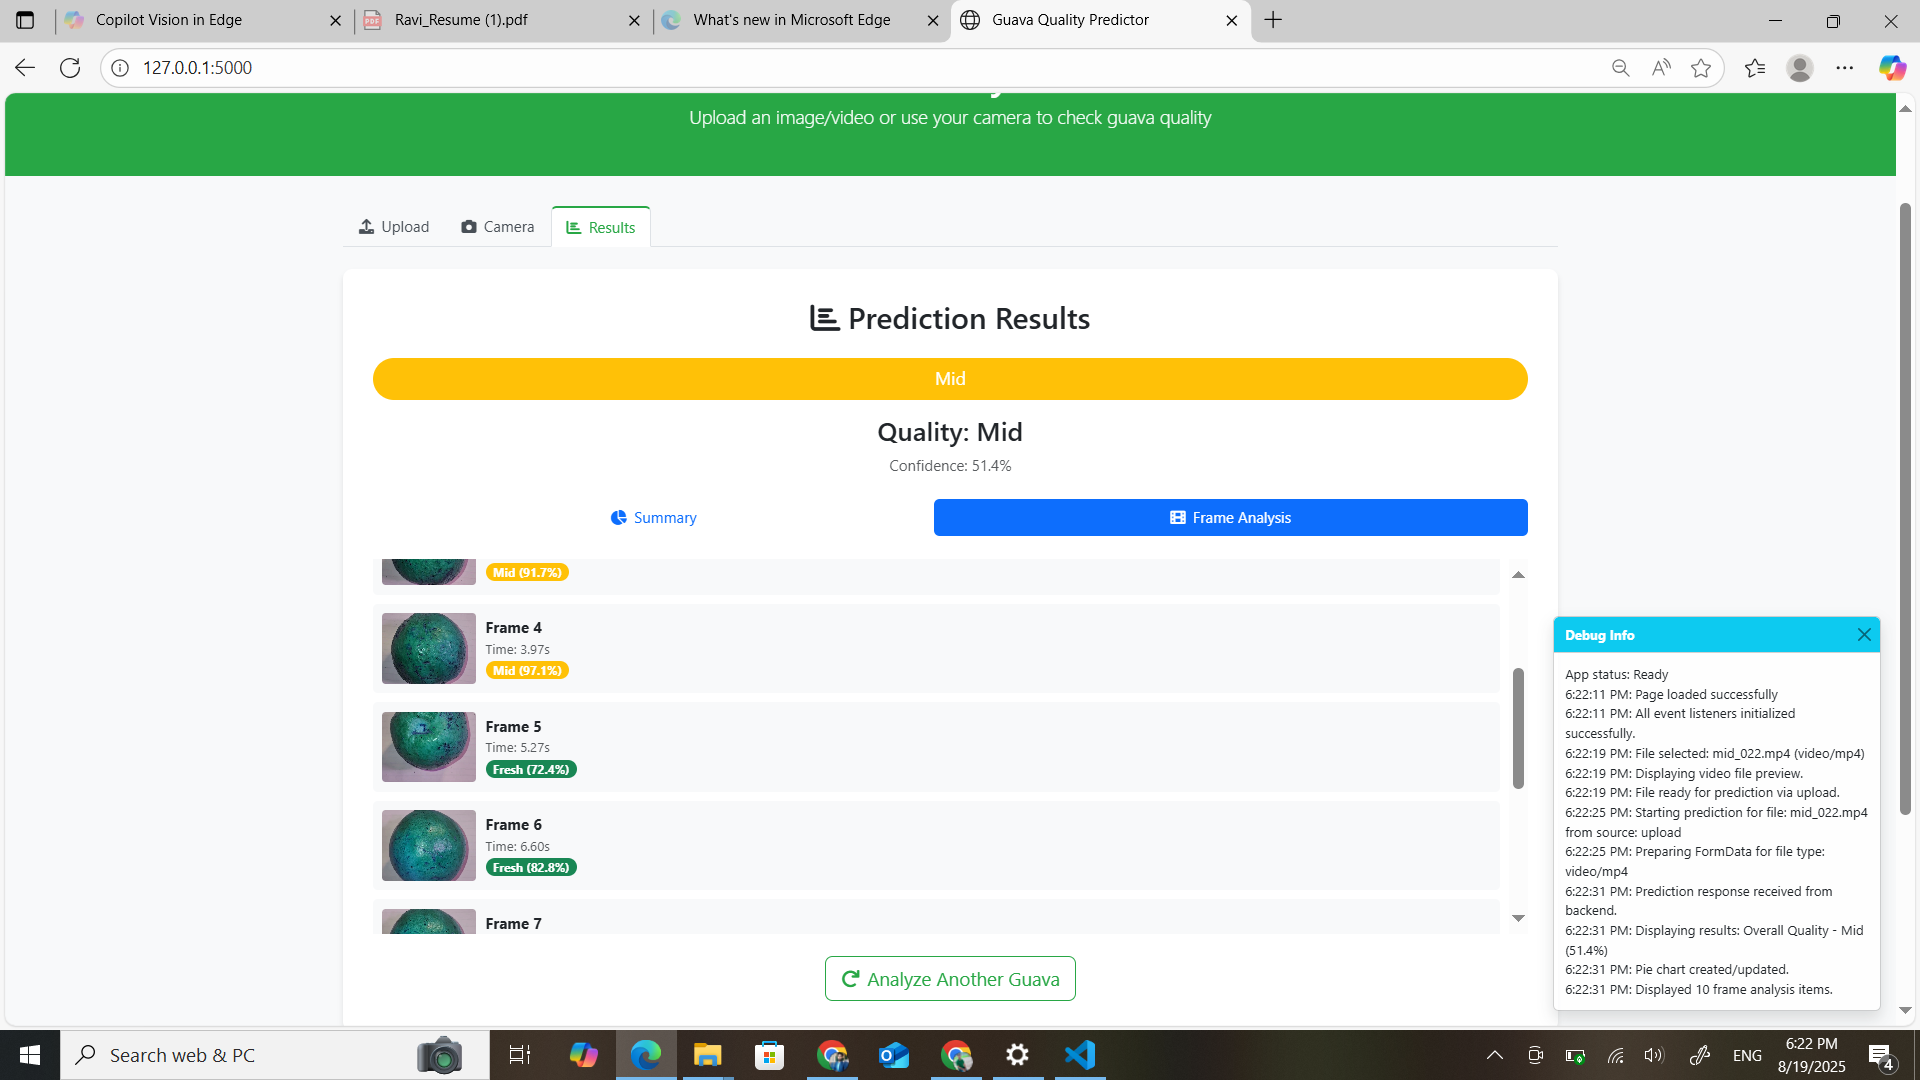 Copilot Vision in Edge
Ravi_Resume (1).pdf
What's new in Microsoft Edge
Guava Quality Predictor
127.0.0.1:5000
Upload an image/video or use your camera to check guava quality
Upload
Camera
Results
Prediction Results
Mid
Quality: Mid
Confidence: 51.4%
Summary
Frame Analysis
Mid (91.7%)
Frame 4
Time: 3.97s
Mid (97.1%)
Frame 5
Time: 5.27s
Fresh (72.4%)
Frame 6
Time: 6.60s
Fresh (82.8%)
Frame 7
Analyze Another Guava
Debug Info
App status: Ready
6:22:11 PM: Page loaded successfully
6:22:11 PM: All event listeners initialized
successfully.
6:22:19 PM: File selected: mid_022.mp4 (video/mp4)
6:22:19 PM: Displaying video file preview.
6:22:19 PM: File ready for prediction via upload.
6:22:25 PM: Starting prediction for file: mid_022.mp4
from source: upload
6:22:25 PM: Preparing FormData for file type:
video/mp4
6:22:31 PM: Prediction response received from
backend.
6:22:31 PM: Displaying results: Overall Quality - Mid
(51.4%)
6:22:31 PM: Pie chart created/updated.
6:22:31 PM: Displayed 10 frame analysis items.
Search web & PC
ENG
6:22 PM
8/19/2025
4